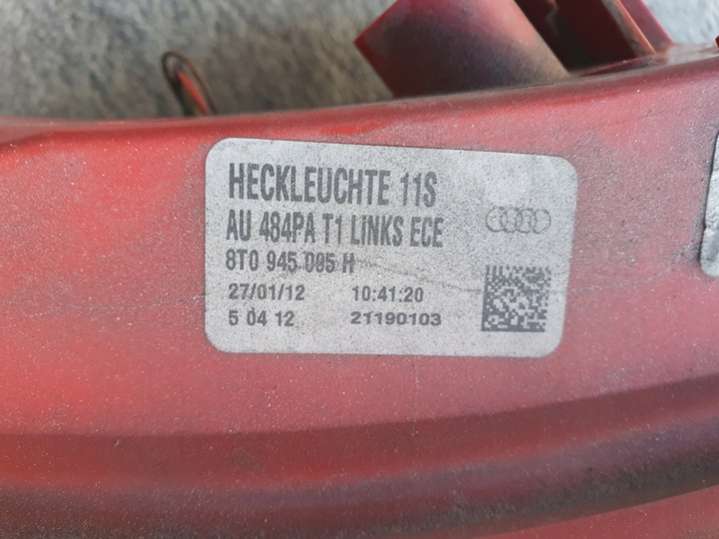 HECKLEUCHTE 11S
AU 484PA T1 LINKS ECE
8T0 945 095 H
27/01/12 10:41:20
5 04 12 21190103